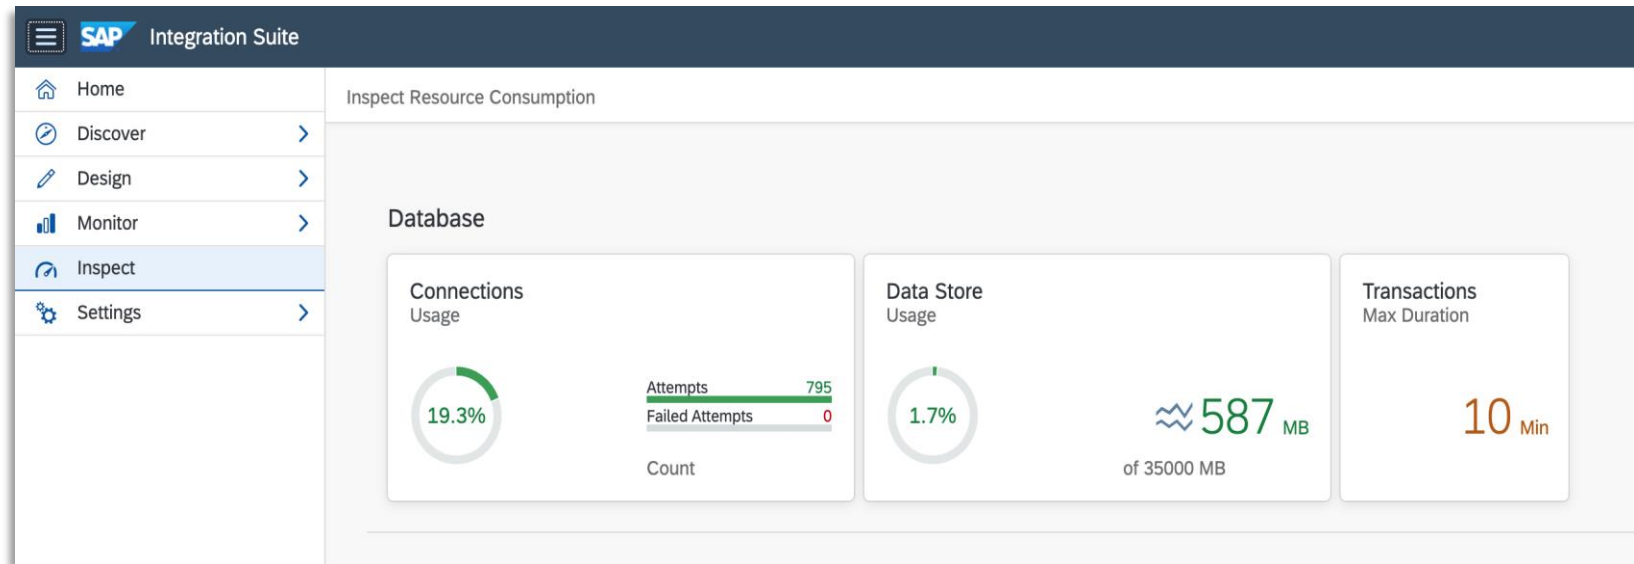 SAP Integration Suite
Home
Discover
Design
Monitor
Inspect
Settings
Inspect Resource Consumption
Database
Connections
Usage
19.3%
Attempts 795
Failed Attempts 0
Count
Data Store
Usage
1.7%
587 MB
of 35000 MB
Transactions
Max Duration
10 Min